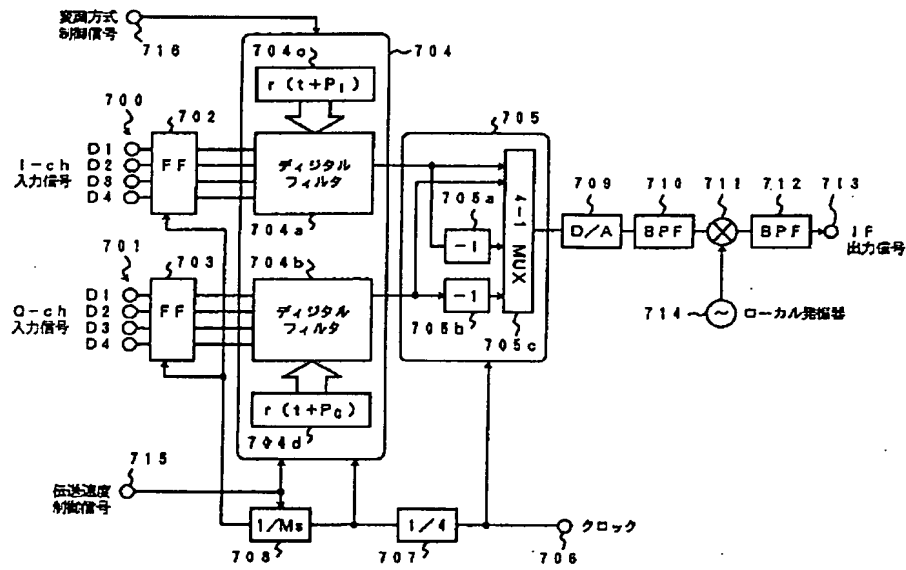 変調方式
制御信号
716
704c
704
r(t+PI)
700
702
I-ch
入力信号
D1
D2
D3
D4
FF
ディジタル
フィルタ
704a
705
705a
-1
-1
705b
4-1 MUX
705c
709
D/A
710
BPF
711
712
BPF
713
IF
出力信号
714
ローカル発振器
701
703
Q-ch
入力信号
D1
D2
D3
D4
FF
704b
ディジタル
フィルタ
r(t+PQ)
704d
715
伝送速度
制御信号
1/Ms
708
1/4
707
クロック
706